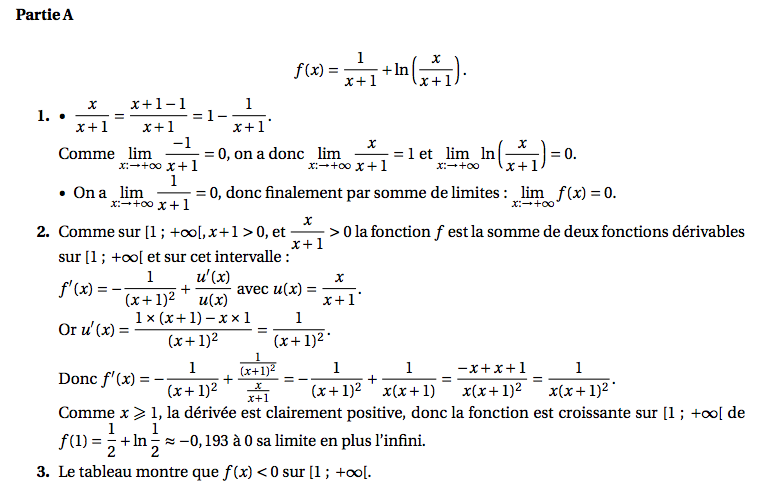 Partie A
f(x) = 1/(x+1) + ln(x/(x+1)).
1. • x/(x+1) = (x+1−1)/(x+1) = 1 − 1/(x+1).
Comme lim_{x:→+∞} −1/(x+1) = 0, on a donc lim_{x:→+∞} x/(x+1) = 1 et lim_{x:→+∞} ln(x/(x+1)) = 0.
• On a lim_{x:→+∞} 1/(x+1) = 0, donc finalement par somme de limites : lim_{x:→+∞} f(x) = 0.
2. Comme sur [1 ; +∞[, x+1 > 0, et x/(x+1) > 0 la fonction f est la somme de deux fonctions dérivables
sur [1 ; +∞[ et sur cet intervalle :
f′(x) = −1/(x+1)² + u′(x)/u(x) avec u(x) = x/(x+1).
Or u′(x) = (1×(x+1)−x×1)/(x+1)² = 1/(x+1)².
Donc f′(x) = −1/(x+1)² + (1/(x+1)²)/(x/(x+1)) = −1/(x+1)² + 1/(x(x+1)) = (−x+x+1)/(x(x+1)²) = 1/(x(x+1)²).
Comme x ⩾ 1, la dérivée est clairement positive, donc la fonction est croissante sur [1 ; +∞[ de
f(1) = 1/2 + ln 1/2 ≈ −0,193 à 0 sa limite en plus l'infini.
3. Le tableau montre que f(x) < 0 sur [1 ; +∞[.